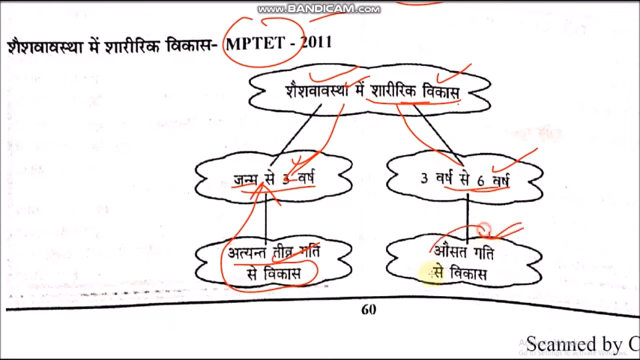 WWW.BANDICAM.COM
शैशवावस्था में शारीरिक विकास- MPTET - 2011
शैशवावस्था में शारीरिक विकास
जन्म से 3 वर्ष
3 वर्ष से 6 वर्ष
अत्यन्त तीव्र गति
से विकास
औसत गति
से विकास
60
Scanned by C